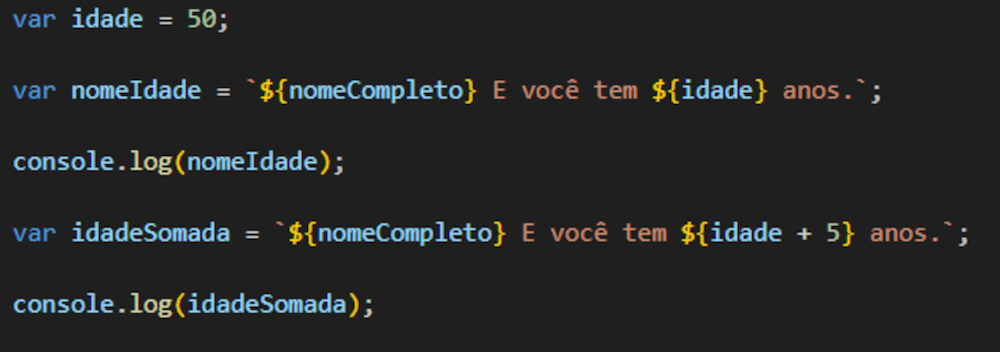 var idade = 50;
var nomeIdade = `${nomeCompleto} E você tem ${idade} anos.`;
console.log(nomeIdade);
var idadeSomada = `${nomeCompleto} E você tem ${idade + 5} anos.`;
console.log(idadeSomada);